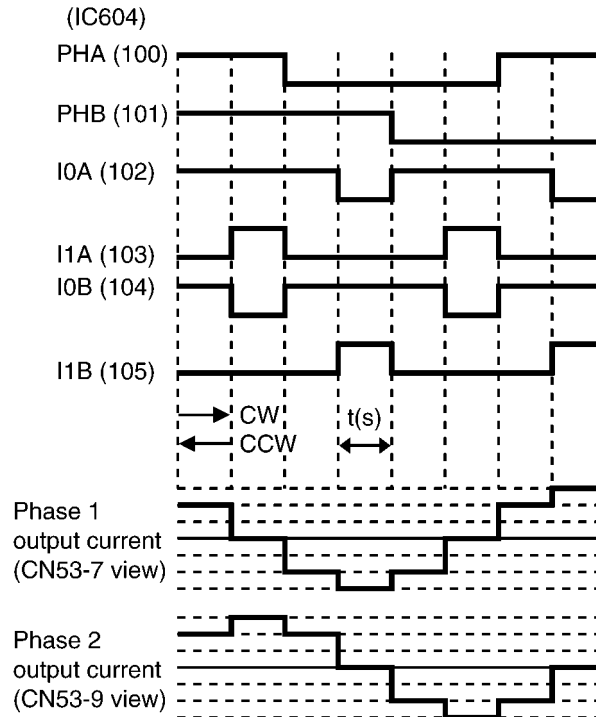 (IC604)
PHA (100)
PHB (101)
I0A (102)
I1A (103)
I0B (104)
I1B (105)
CW
t(s)
CCW
Phase 1
output current
(CN53-7 view)
Phase 2
output current
(CN53-9 view)